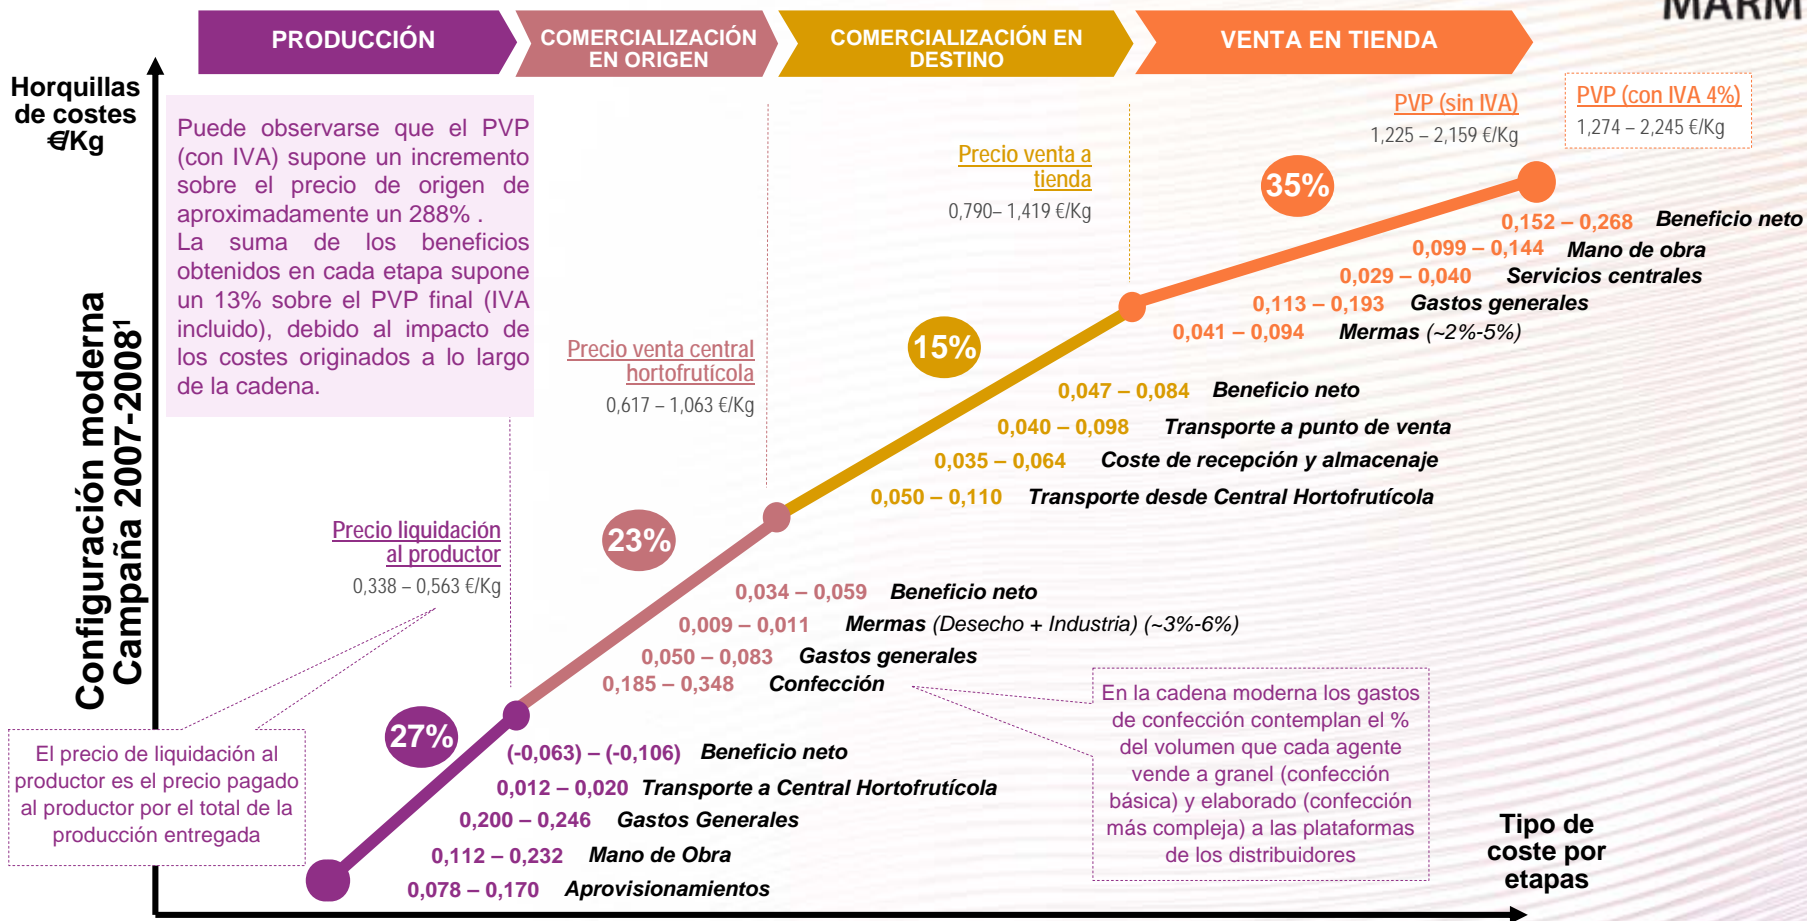 MARM
PRODUCCIÓN
COMERCIALIZACIÓN
EN ORIGEN
COMERCIALIZACIÓN EN
DESTINO
VENTA EN TIENDA
Horquillas
de costes
€/Kg
Puede observarse que el PVP
(con IVA) supone un incremento
sobre el precio de origen de
aproximadamente un 288% .
La suma de los beneficios
obtenidos en cada etapa supone
un 13% sobre el PVP final (IVA
incluido), debido al impacto de
los costes originados a lo largo
de la cadena.
PVP (sin IVA)
1,225 – 2,159 €/Kg
PVP (con IVA 4%)
1,274 – 2,245 €/Kg
Precio venta a
tienda
0,790– 1,419 €/Kg
35%
0,152 – 0,268 Beneficio neto
0,099 – 0,144 Mano de obra
0,029 – 0,040 Servicios centrales
0,113 – 0,193 Gastos generales
0,041 – 0,094 Mermas (~2%-5%)
Configuración moderna
Campaña 2007-2008¹
Precio venta central
hortofrutícola
0,617 – 1,063 €/Kg
15%
0,047 – 0,084 Beneficio neto
0,040 – 0,098 Transporte a punto de venta
0,035 – 0,064 Coste de recepción y almacenaje
0,050 – 0,110 Transporte desde Central Hortofrutícola
Precio liquidación
al productor
0,338 – 0,563 €/Kg
23%
0,034 – 0,059 Beneficio neto
0,009 – 0,011 Mermas (Desecho + Industria) (~3%-6%)
0,050 – 0,083 Gastos generales
0,185 – 0,348 Confección
En la cadena moderna los gastos
de confección contemplan el %
del volumen que cada agente
vende a granel (confección
básica) y elaborado (confección
más compleja) a las plataformas
de los distribuidores
27%
(-0,063) – (-0,106) Beneficio neto
0,012 – 0,020 Transporte a Central Hortofrutícola
0,200 – 0,246 Gastos Generales
0,112 – 0,232 Mano de Obra
0,078 – 0,170 Aprovisionamientos
El precio de liquidación al
productor es el precio pagado
al productor por el total de la
producción entregada
Tipo de
coste por
etapas